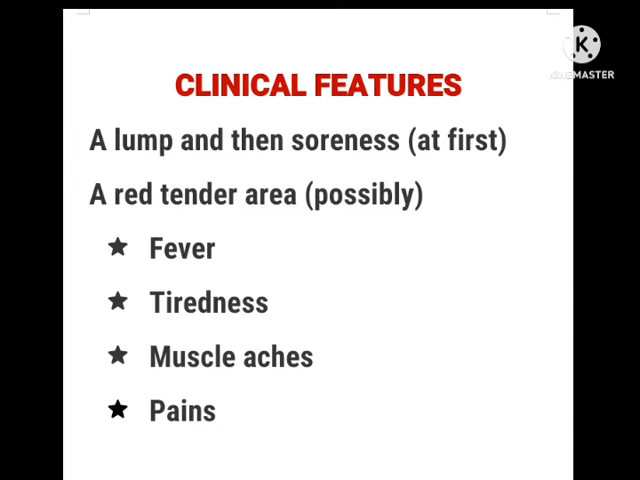 CLINICAL FEATURES
A lump and then soreness (at first)
A red tender area (possibly)
★ Fever
★ Tiredness
★ Muscle aches
★ Pains
K
KINEMASTER